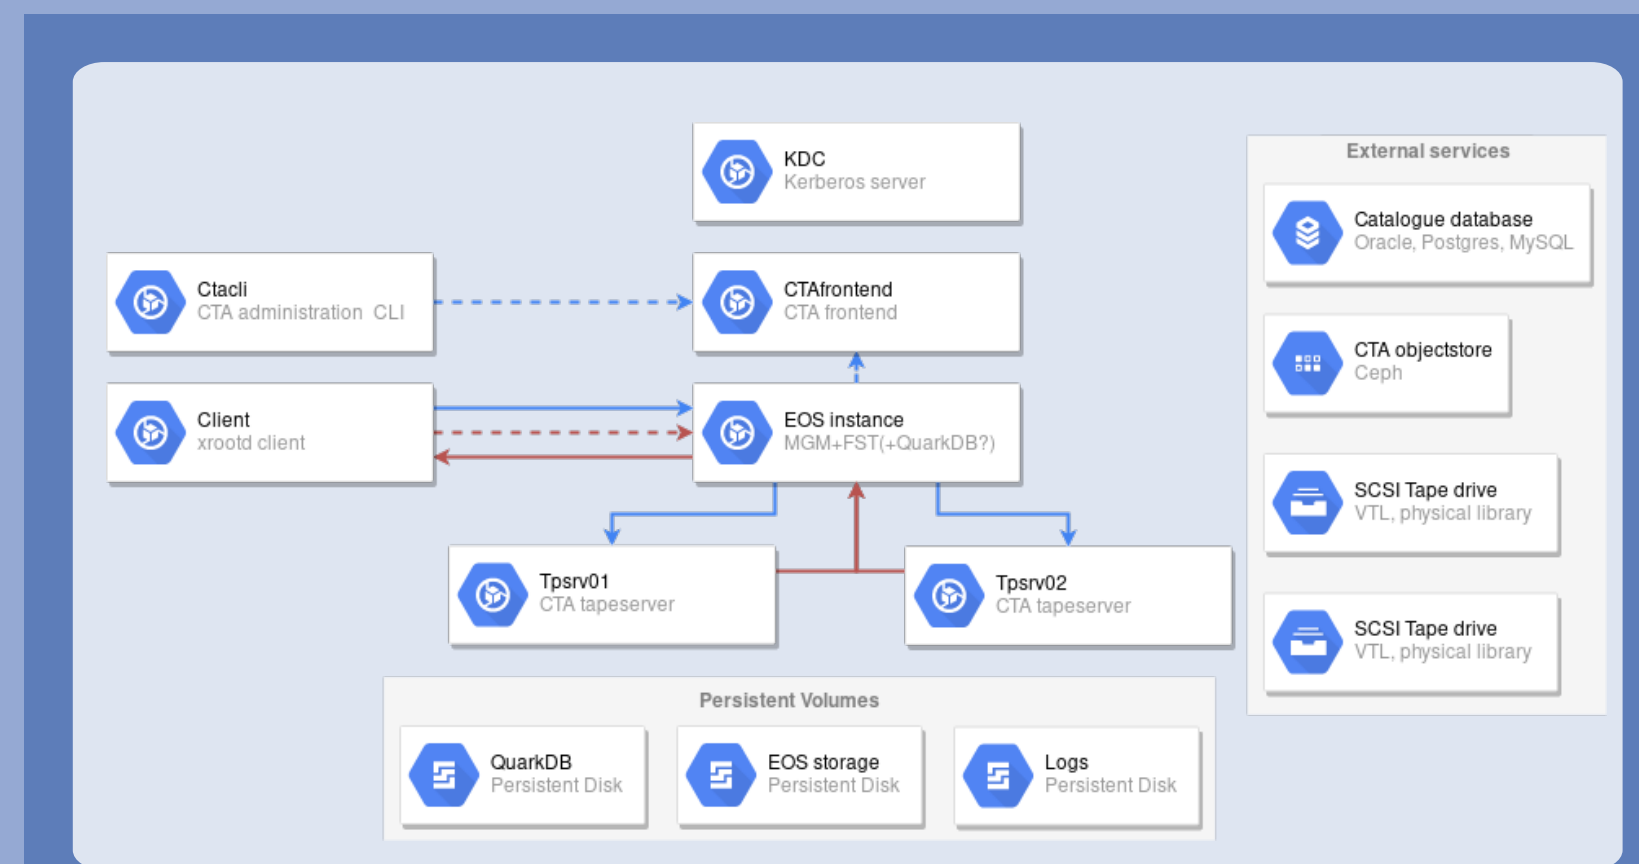 KDC
Kerberos server
Ctacli
CTA administration CLI
CTAfrontend
CTA frontend
Client
xrootd client
EOS instance
MGM+FST(+QuarkDB?)
Tpsrv01
CTA tapeserver
Tpsrv02
CTA tapeserver
Persistent Volumes
QuarkDB
Persistent Disk
EOS storage
Persistent Disk
Logs
Persistent Disk
External services
Catalogue database
Oracle, Postgres, MySQL
CTA objectstore
Ceph
SCSI Tape drive
VTL, physical library
SCSI Tape drive
VTL, physical library